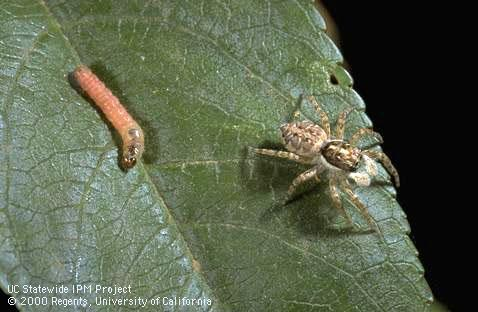 UC Statewide IPM Project
© 2000 Regents, University of California